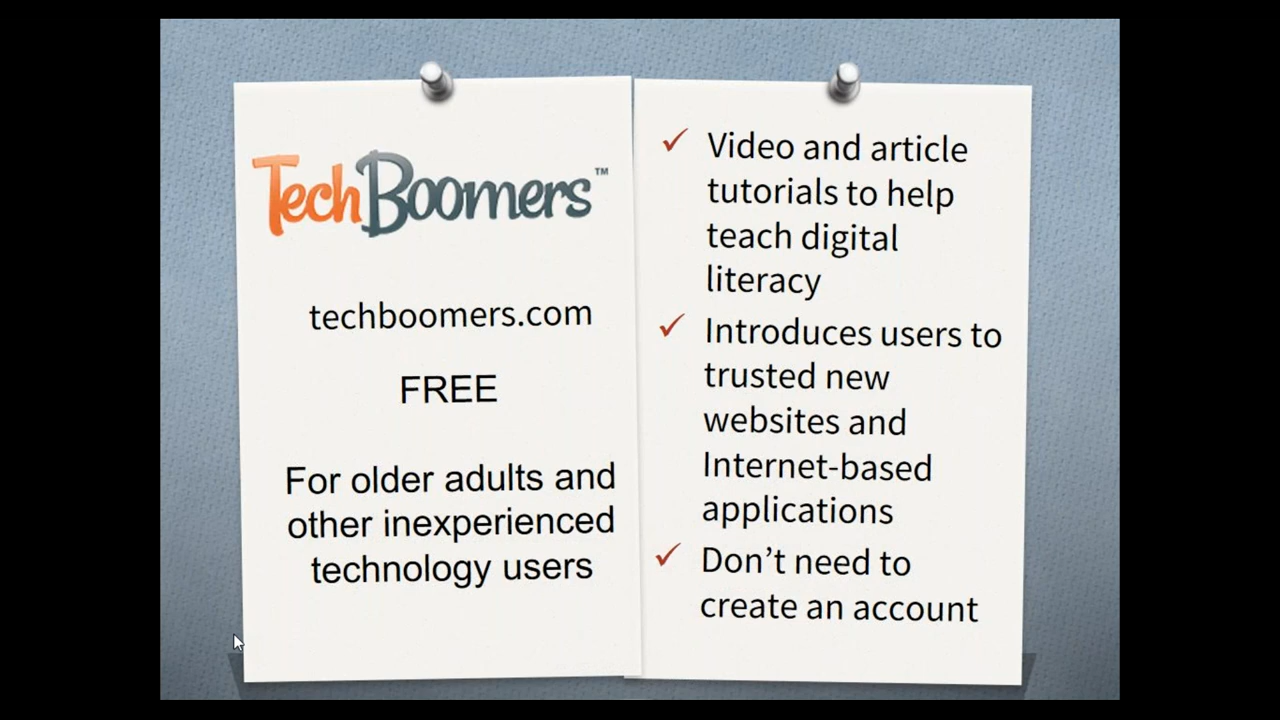 TechBoomers™
techboomers.com
FREE
For older adults and
other inexperienced
technology users
✓ Video and article
tutorials to help
teach digital
literacy
✓ Introduces users to
trusted new
websites and
Internet-based
applications
✓ Don’t need to
create an account